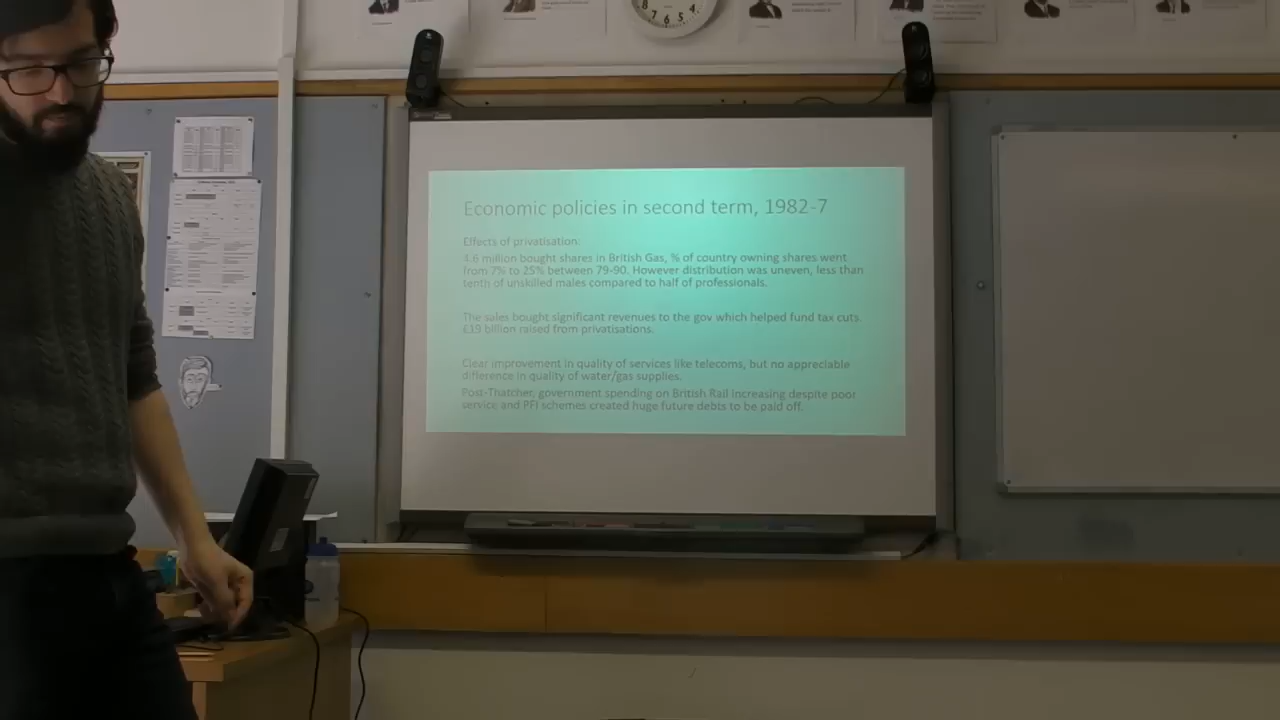 8 7 6 5 4
Economic policies in second term, 1982-7
Effects of privatisation:
4.6 million bought shares in British Gas, % of country owning shares went
from 7% to 25% between 79-90. However distribution was uneven, less than
tenth of unskilled males compared to half of professionals.
The sales bought significant revenues to the gov which helped fund tax cuts.
£19 billion raised from privatisations.
Clear improvement in quality of services like telecoms, but no appreciable
difference in quality of water/gas supplies.
Post-Thatcher, government spending on British Rail increasing despite poor
service and PFI schemes created huge future debts to be paid off.